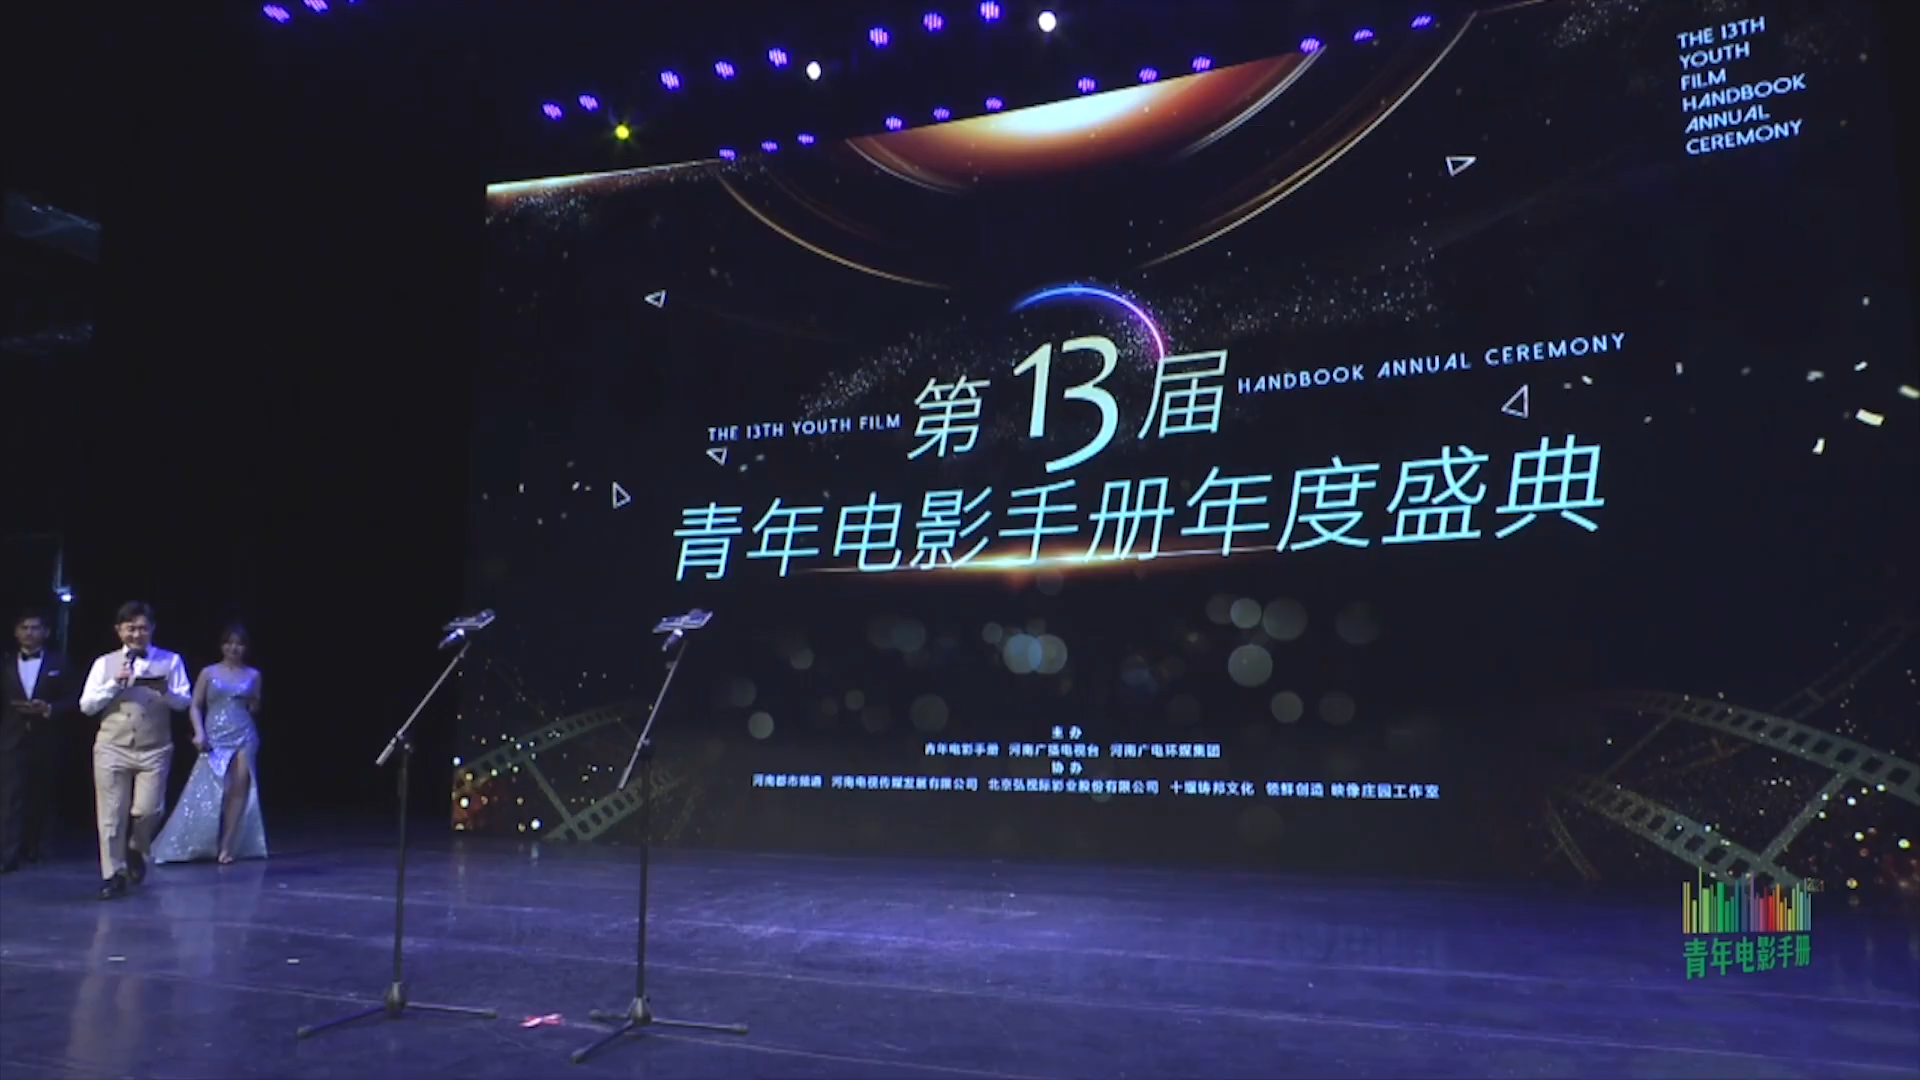 THE 13TH
YOUTH
FILM
HANDBOOK
ANNUAL
CEREMONY
THE 13TH YOUTH FILM 第13届 HANDBOOK ANNUAL CEREMONY
青年电影手册年度盛典
主办
青年电影手册 河南广播电视台 河南广电环媒集团
协办
河南都市频道 河南电视传媒发展有限公司 北京弘视际影业股份有限公司 十堰铸邦文化 领鲜创造 映像庄园工作室
2021
青年电影手册